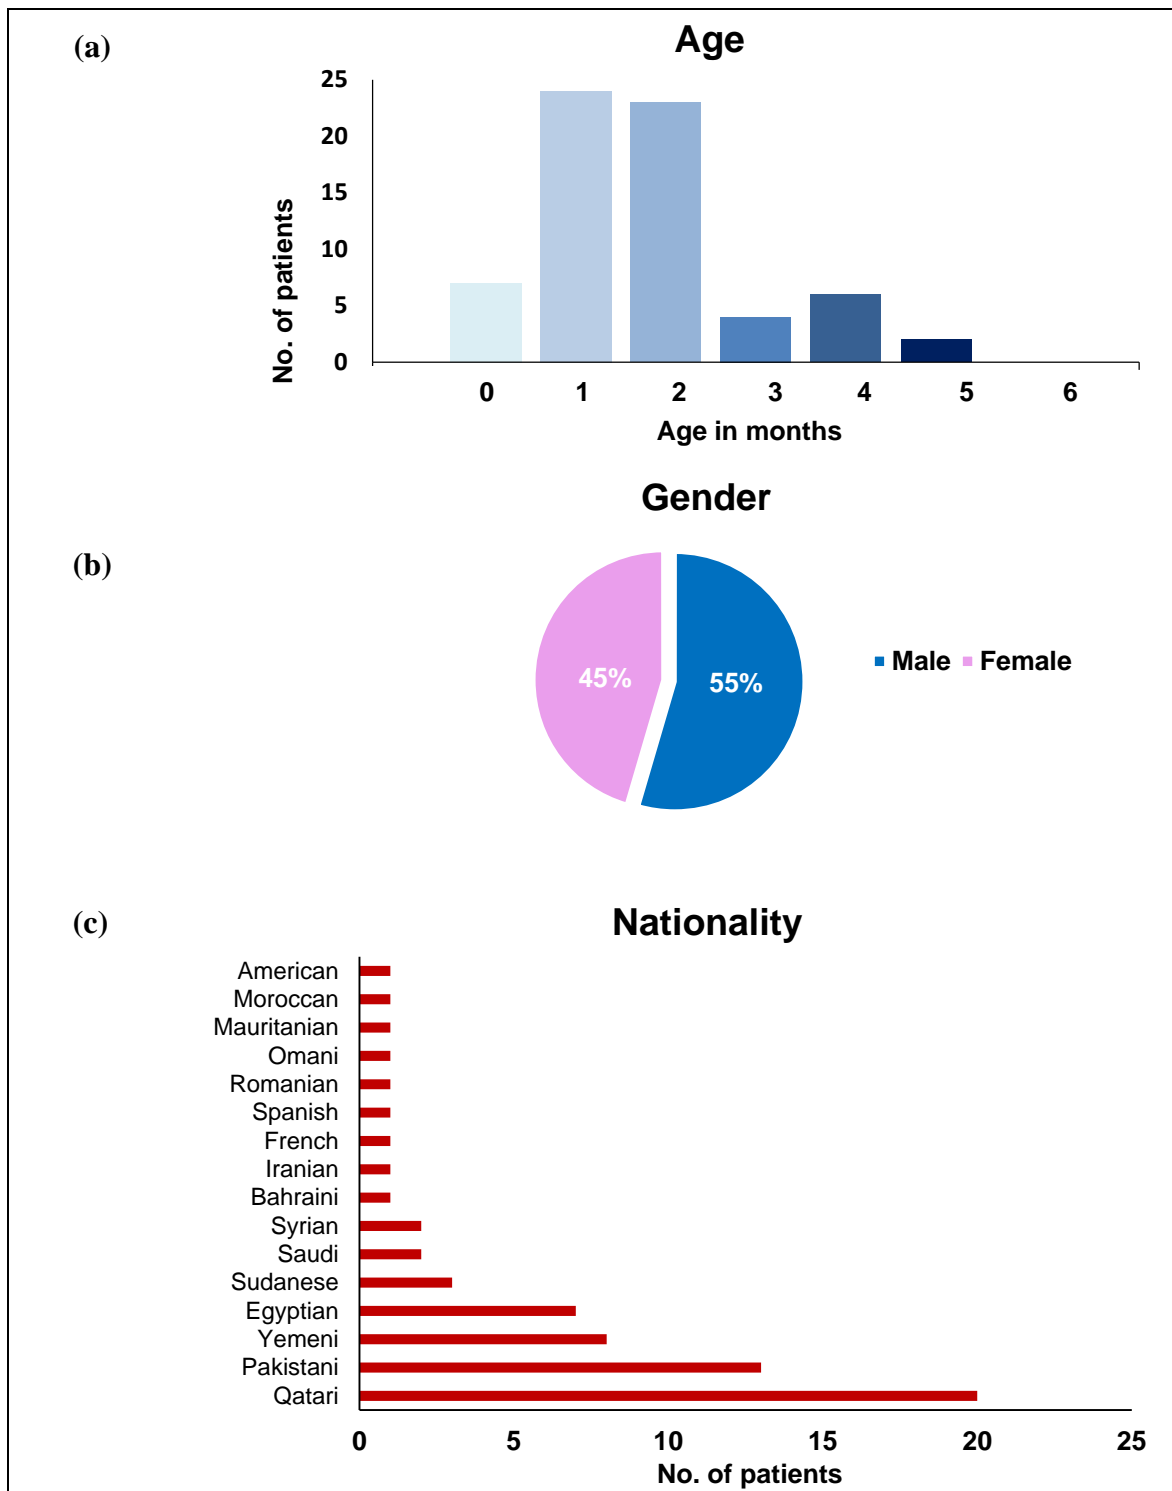 (a)
Age
25
20
15
10
5
0
No. of patients
0 1 2 3 4 5 6
Age in months
Gender
(b)
45%
55%
Male Female
(c)
Nationality
American
Moroccan
Mauritanian
Omani
Romanian
Spanish
French
Iranian
Bahraini
Syrian
Saudi
Sudanese
Egyptian
Yemeni
Pakistani
Qatari
0 5 10 15 20 25
No. of patients